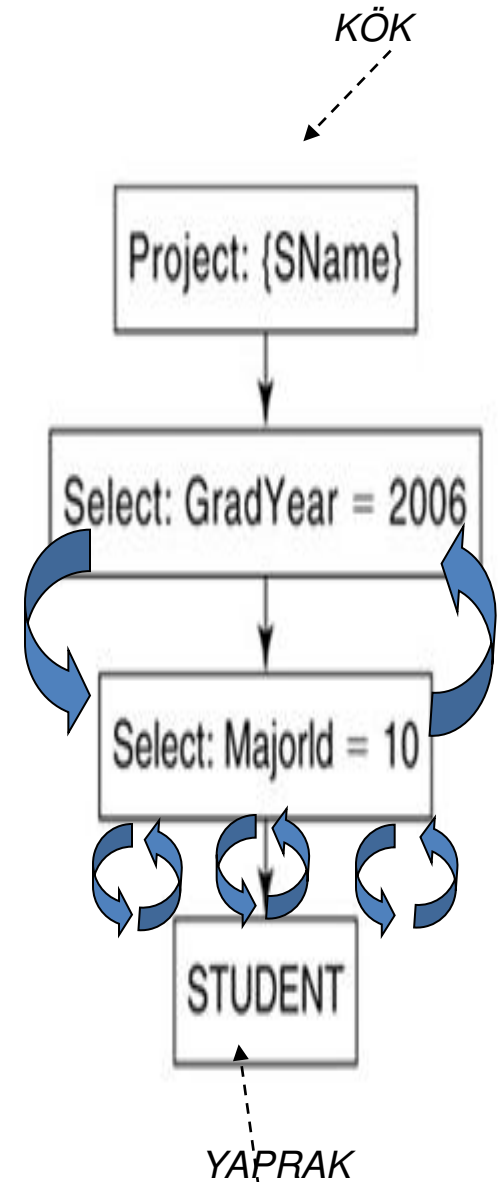 KÖK
Project: {SName}
Select: GradYear = 2006
Select: MajorId = 10
STUDENT
YAPRAK